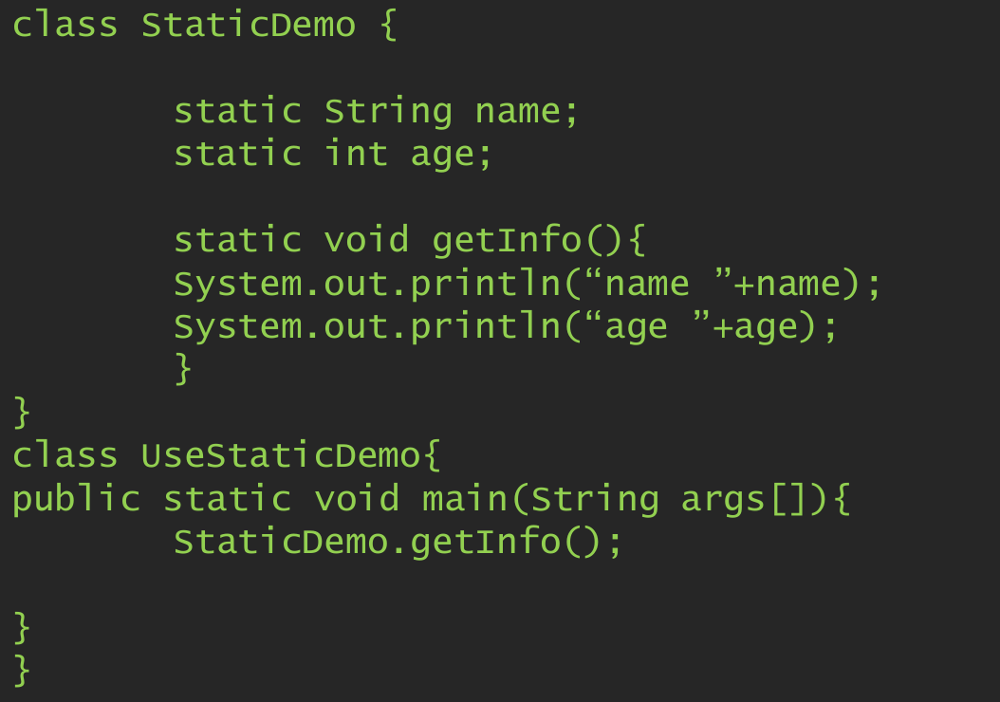 class StaticDemo {
static String name;
static int age;
static void getInfo(){
System.out.println(“name ”+name);
System.out.println(“age ”+age);
}
}
class UseStaticDemo{
public static void main(String args[]){
StaticDemo.getInfo();
}
}